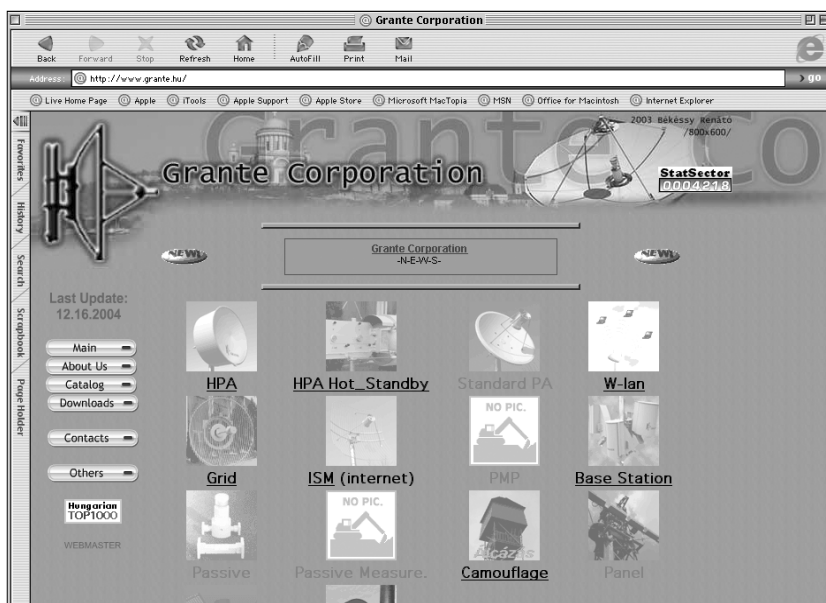 Grante Corporation
Back Forward Stop Refresh Home AutoFill Print Mail
Address: http://www.grante.hu/ go
Live Home Page Apple iTools Apple Support Apple Store Microsoft MacTopia MSN Office for Macintosh Internet Explorer
Favorites
History
Search
Scrapbook
Page Holder
Grante Co
2003 Békéssy Renátó
/800x600/
Grante Corporation
StatSector
0004218
NEW!
Grante Corporation
-N-E-W-S-
NEW!
Last Update:
12.16.2004
Main
About Us
Catalog
Downloads
Contacts
Others
Hungarian
TOP1000
WEBMASTER
HPA HPA Hot_Standby Standard PA W-lan
NO PIC.
Grid ISM (internet) PMP Base Station
NO PIC.
Alcázas
Passive Passive Measure. Camouflage Panel